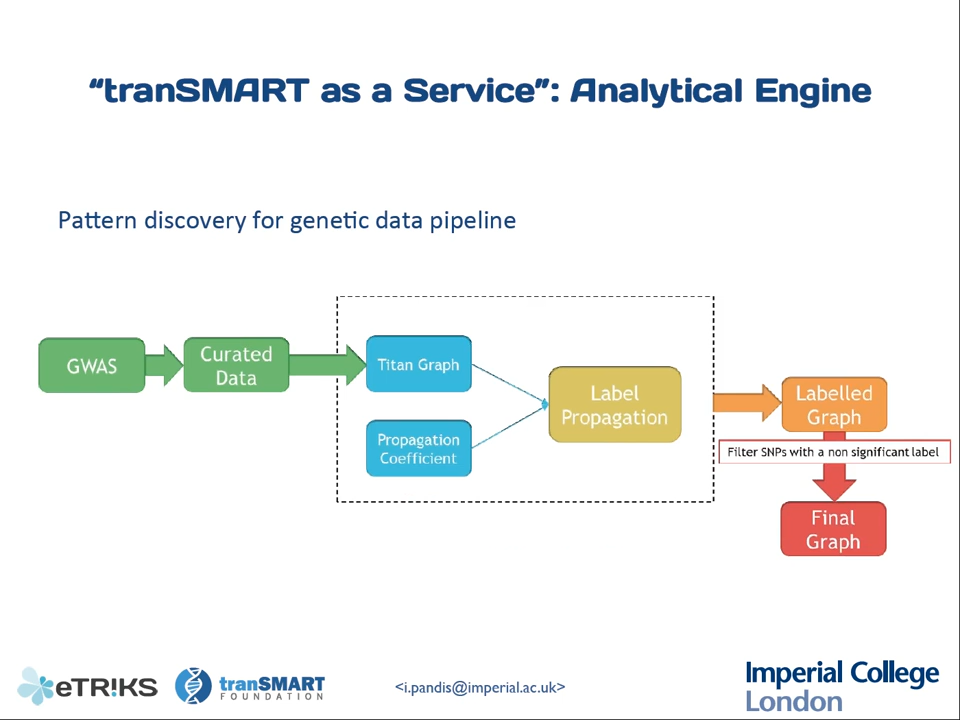 “tranSMART as a Service”: Analytical Engine
Pattern discovery for genetic data pipeline
GWAS
Curated
Data
Titan Graph
Propagation
Coefficient
Label
Propagation
Labelled
Graph
Filter SNPs with a non significant label
Final
Graph
eTRIKS
tranSMART
FOUNDATION
<i.pandis@imperial.ac.uk>
Imperial College
London